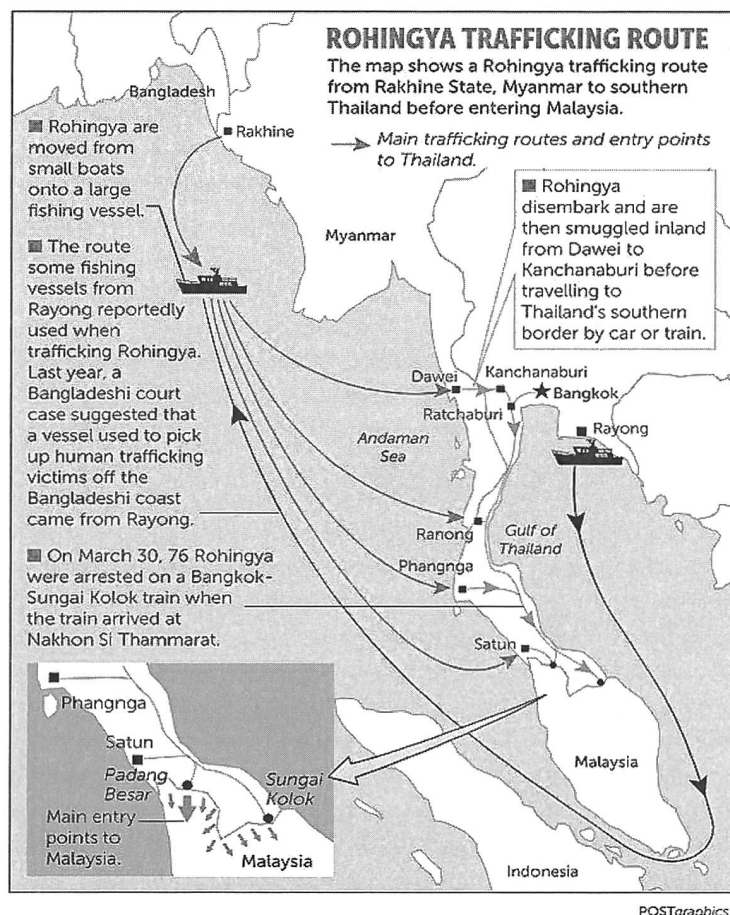 ROHINGYA TRAFFICKING ROUTE
The map shows a Rohingya trafficking route
from Rakhine State, Myanmar to southern
Thailand before entering Malaysia.
Main trafficking routes and entry points
to Thailand.
Bangladesh
Rakhine
Rohingya are
moved from
small boats
onto a large
fishing vessel.
The route
some fishing
vessels from
Rayong reportedly
used when
trafficking Rohingya.
Last year, a
Bangladeshi court
case suggested that
a vessel used to pick
up human trafficking
victims off the
Bangladeshi coast
came from Rayong.
Rohingya
disembark and are
then smuggled inland
from Dawei to
Kanchanaburi before
travelling to
Thailand's southern
border by car or train.
Myanmar
Dawei
Kanchanaburi
Bangkok
Ratchaburi
Rayong
Andaman
Sea
Ranong
Gulf of
Thailand
Phangnga
On March 30, 76 Rohingya
were arrested on a Bangkok-
Sungai Kolok train when
the train arrived at
Nakhon Si Thammarat.
Satun
Malaysia
Indonesia
Phangnga
Satun
Padang
Besar
Sungai
Kolok
Main entry
points to
Malaysia.
Malaysia
POSTgraphics